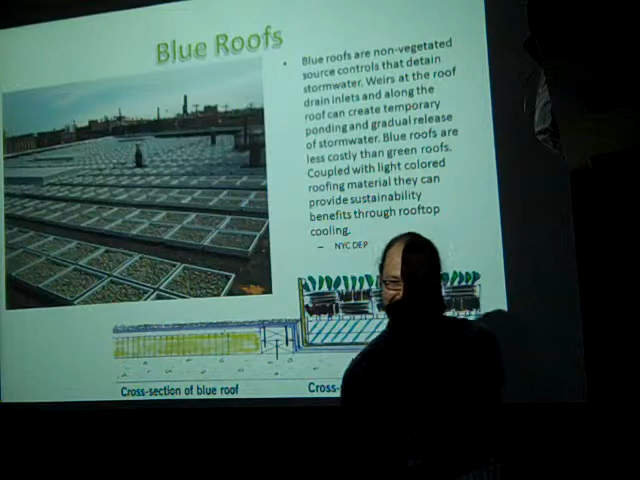 Blue Roofs
• Blue roofs are non-vegetated
source controls that detain
stormwater. Weirs at the roof
drain inlets and along the
roof can create temporary
ponding and gradual release
of stormwater. Blue roofs are
less costly than green roofs.
Coupled with light colored
roofing material they can
provide sustainability
benefits through rooftop
cooling.
– NYC DEP
Cross-section of blue roof
Cross-